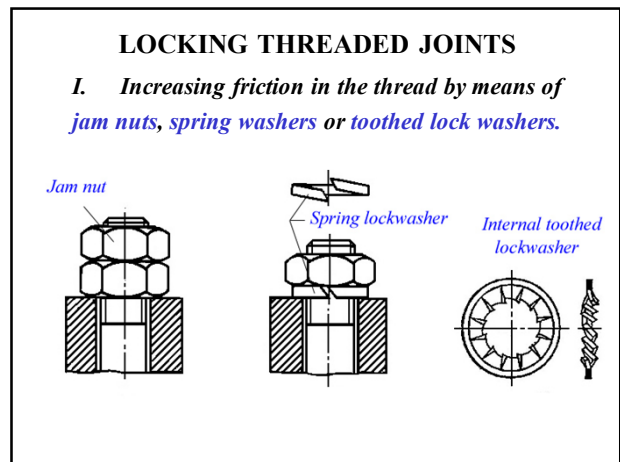 LOCKING THREADED JOINTS
I. Increasing friction in the thread by means of
jam nuts, spring washers or toothed lock washers.
Jam nut
Spring lockwasher
Internal toothed
lockwasher